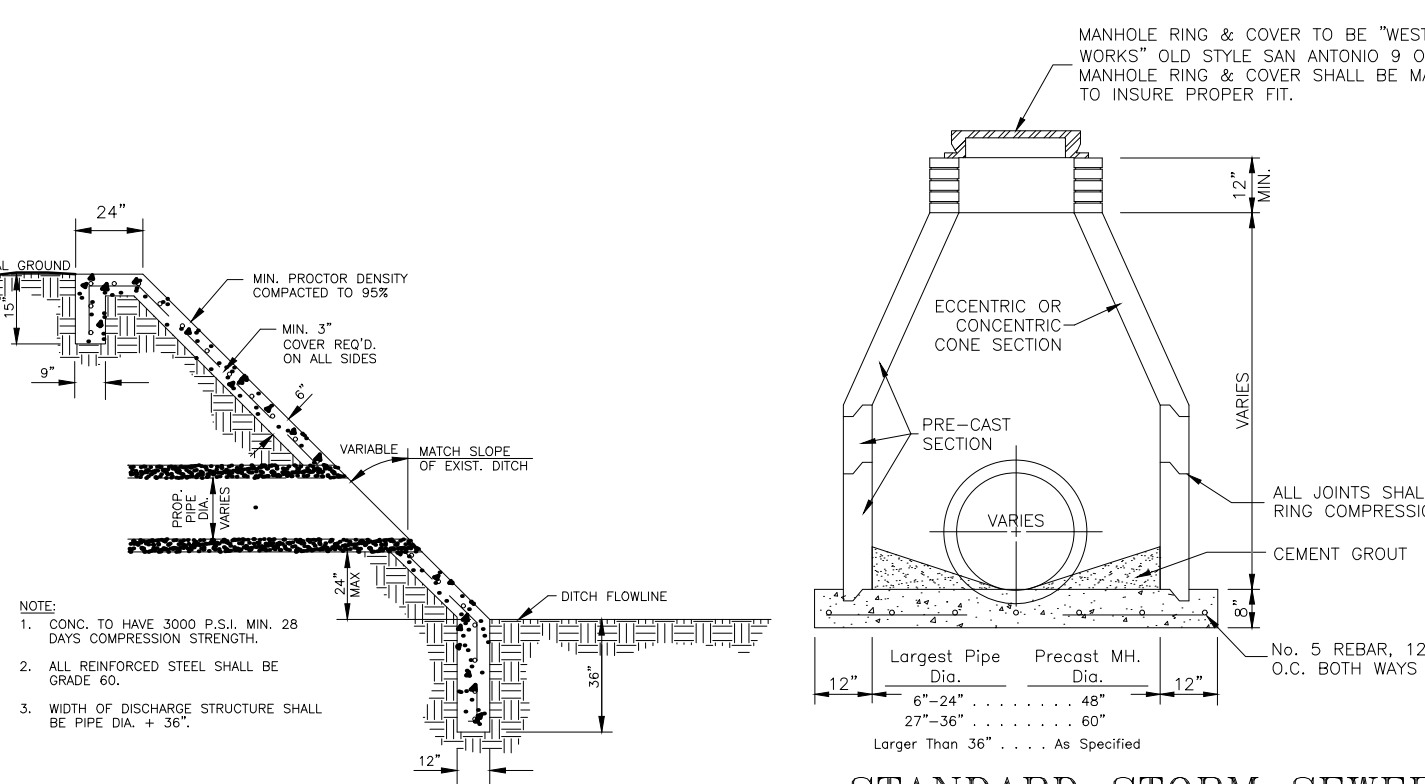 MANHOLE RING & COVER TO BE "WEST
WORKS" OLD STYLE SAN ANTONIO 9 O
MANHOLE RING & COVER SHALL BE MA
TO INSURE PROPER FIT.
12"
MIN.
24"
AL GROUND
15"
9"
MIN. PROCTOR DENSITY
COMPACTED TO 95%
MIN. 3"
COVER REQ'D.
ON ALL SIDES
6"
VARIABLE
MATCH SLOPE
OF EXIST. DITCH
PROP.
PIPE
DIA.
VARIES
24"
MAX
DITCH FLOWLINE
36"
12"
NOTE:
1. CONC. TO HAVE 3000 P.S.I. MIN. 28
DAYS COMPRESSION STRENGTH.
2. ALL REINFORCED STEEL SHALL BE
GRADE 60.
3. WIDTH OF DISCHARGE STRUCTURE SHALL
BE PIPE DIA. + 36".
ECCENTRIC OR
CONCENTRIC
CONE SECTION
VARIES
PRE-CAST
SECTION
VARIES
ALL JOINTS SHAL
RING COMPRESSIO
CEMENT GROUT
8"
No. 5 REBAR, 12
O.C. BOTH WAYS
12"
12"
Largest Pipe Precast MH.
Dia. Dia.
6"-24" . . . . . . . . 48"
27"-36" . . . . . . . . 60"
Larger Than 36" . . . . As Specified
STANDARD STORM SEWER